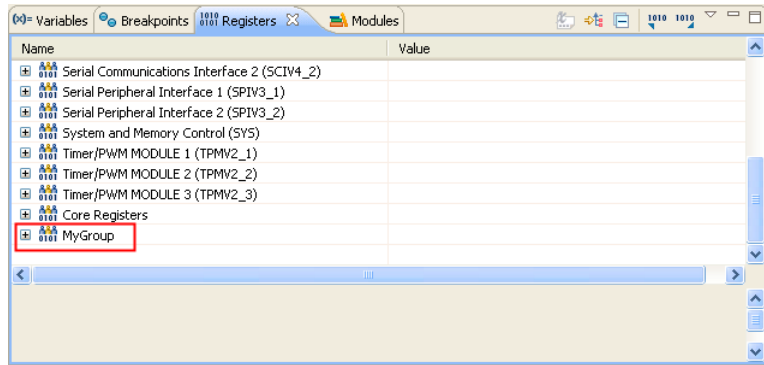 (x)= Variables Breakpoints 1010 0101 Registers Modules 1010 1010
Name Value
Serial Communications Interface 2 (SCIV4_2)
Serial Peripheral Interface 1 (SPIV3_1)
Serial Peripheral Interface 2 (SPIV3_2)
System and Memory Control (SYS)
Timer/PWM MODULE 1 (TPMV2_1)
Timer/PWM MODULE 2 (TPMV2_2)
Timer/PWM MODULE 3 (TPMV2_3)
Core Registers
MyGroup